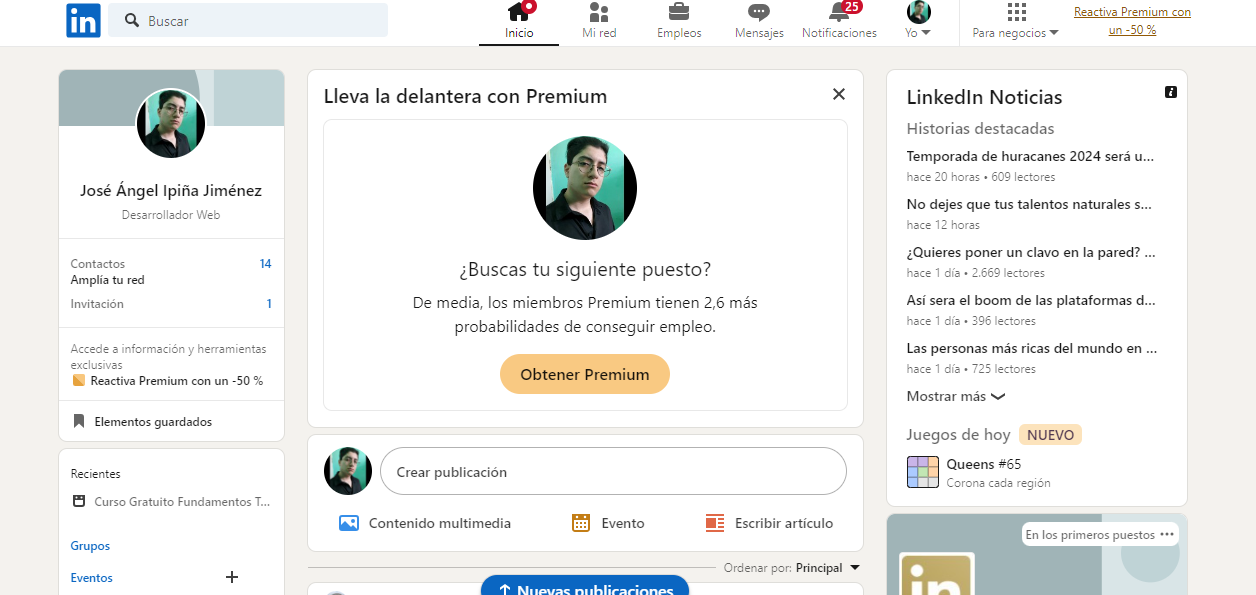 in
Buscar
Inicio
Mi red
Empleos
Mensajes
25
Notificaciones
Yo
Para negocios
Reactiva Premium con
un -50 %
José Ángel Ipiña Jiménez
Desarrollador Web
Contactos
14
Amplía tu red
Invitación
1
Accede a información y herramientas
exclusivas
Reactiva Premium con un -50 %
Elementos guardados
Recientes
Curso Gratuito Fundamentos T...
Grupos
Eventos
Lleva la delantera con Premium
¿Buscas tu siguiente puesto?
De media, los miembros Premium tienen 2,6 más
probabilidades de conseguir empleo.
Obtener Premium
Crear publicación
Contenido multimedia
Evento
Escribir artículo
Ordenar por: Principal
Nuevas publicaciones
LinkedIn Noticias
Historias destacadas
Temporada de huracanes 2024 será u...
hace 20 horas • 609 lectores
No dejes que tus talentos naturales s...
hace 12 horas
¿Quieres poner un clavo en la pared? ...
hace 1 día • 2.669 lectores
Así sera el boom de las plataformas d...
hace 1 día • 396 lectores
Las personas más ricas del mundo en ...
hace 1 día • 725 lectores
Mostrar más
Juegos de hoy NUEVO
Queens #65
Corona cada región
En los primeros puestos
in